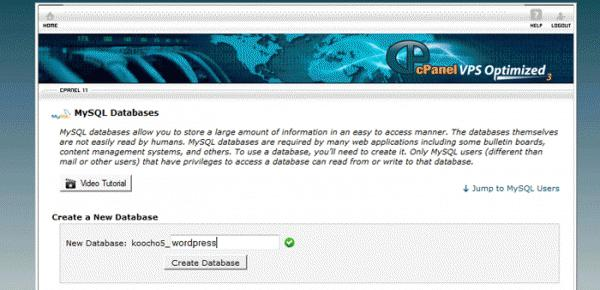 HOME
HELP
LOGOUT
cPanel VPS Optimized 3
CPANEL 11
MySQL
MySQL Databases
MySQL databases allow you to store a large amount of information in an easy to access manner. The databases themselves
are not easily read by humans. MySQL databases are required by many web applications including some bulletin boards,
content management systems, and others. To use a database, you'll need to create it. Only MySQL users (different than
mail or other users) that have privileges to access a database can read from or write to that database.
Video Tutorial
Jump to MySQL Users
Create a New Database
New Database: koocho5_wordpress
Create Database